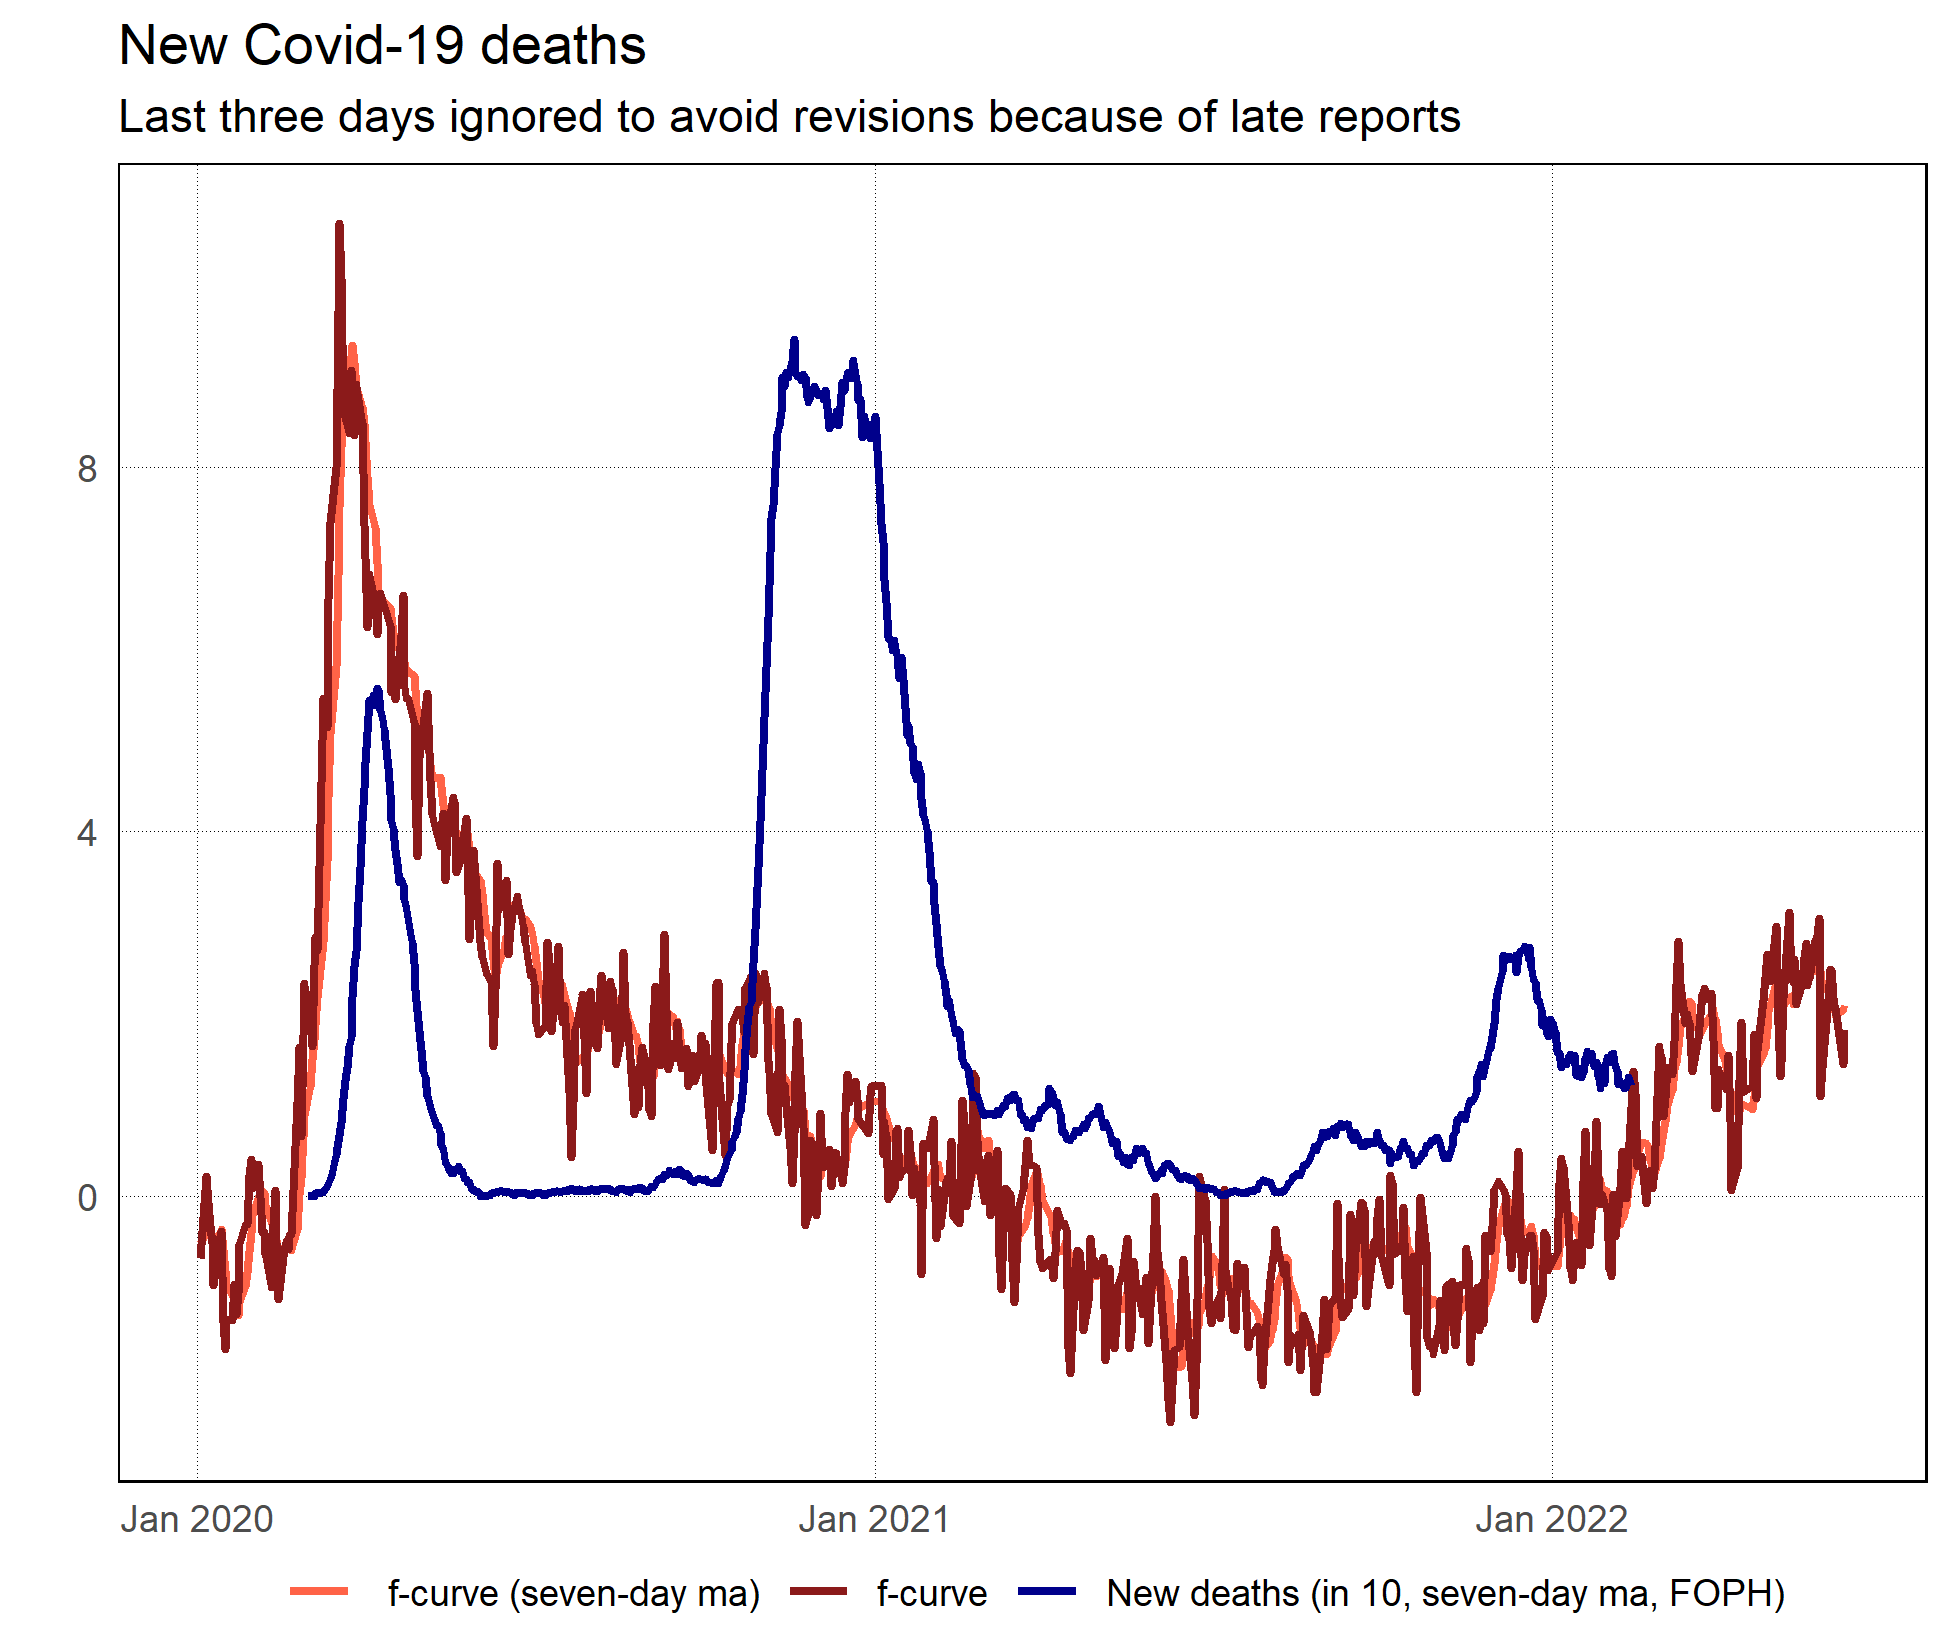 New Covid-19 deaths
Last three days ignored to avoid revisions because of late reports
8
4
0
Jan 2020 Jan 2021 Jan 2022
f-curve (seven-day ma) f-curve New deaths (in 10, seven-day ma, FOPH)